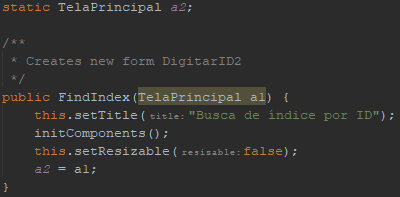 static TelaPrincipal a2;
/**
 * Creates new form DigitarID2
 */
public FindIndex(TelaPrincipal a1) {
this.setTitle( title: "Busca de índice por ID");
initComponents();
this.setResizable( resizable: false);
a2 = a1;
}